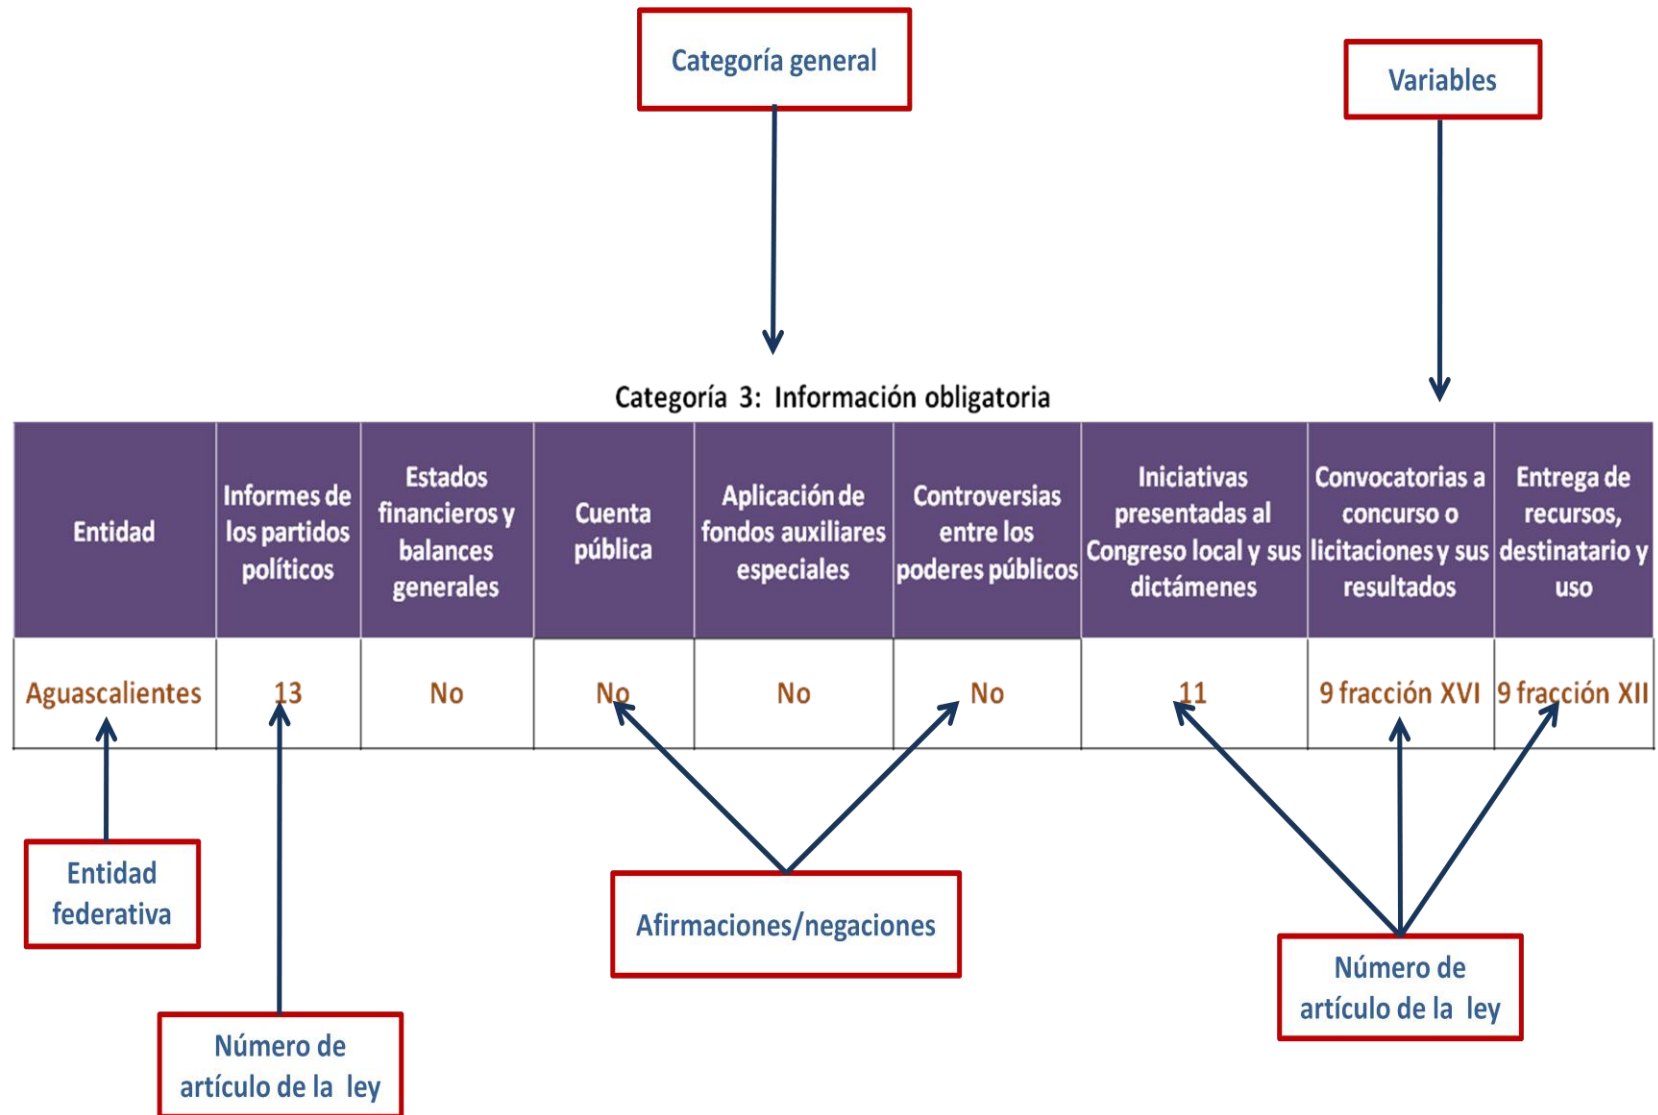 Categoría general
Variables
Categoría 3: Información obligatoria
Entidad
Informes de
los partidos
políticos
Estados
financieros y
balances
generales
Cuenta
pública
Aplicación de
fondos auxiliares
especiales
Controversias
entre los
poderes públicos
Iniciativas
presentadas al
Congreso local y sus
dictámenes
Convocatorias a
concurso o
licitaciones y sus
resultados
Entrega de
recursos,
destinatario y
uso
Aguascalientes
13
No
No
No
No
11
9 fracción XVI
9 fracción XII
Entidad
federativa
Afirmaciones/negaciones
Número de
artículo de la ley
Número de
artículo de la ley